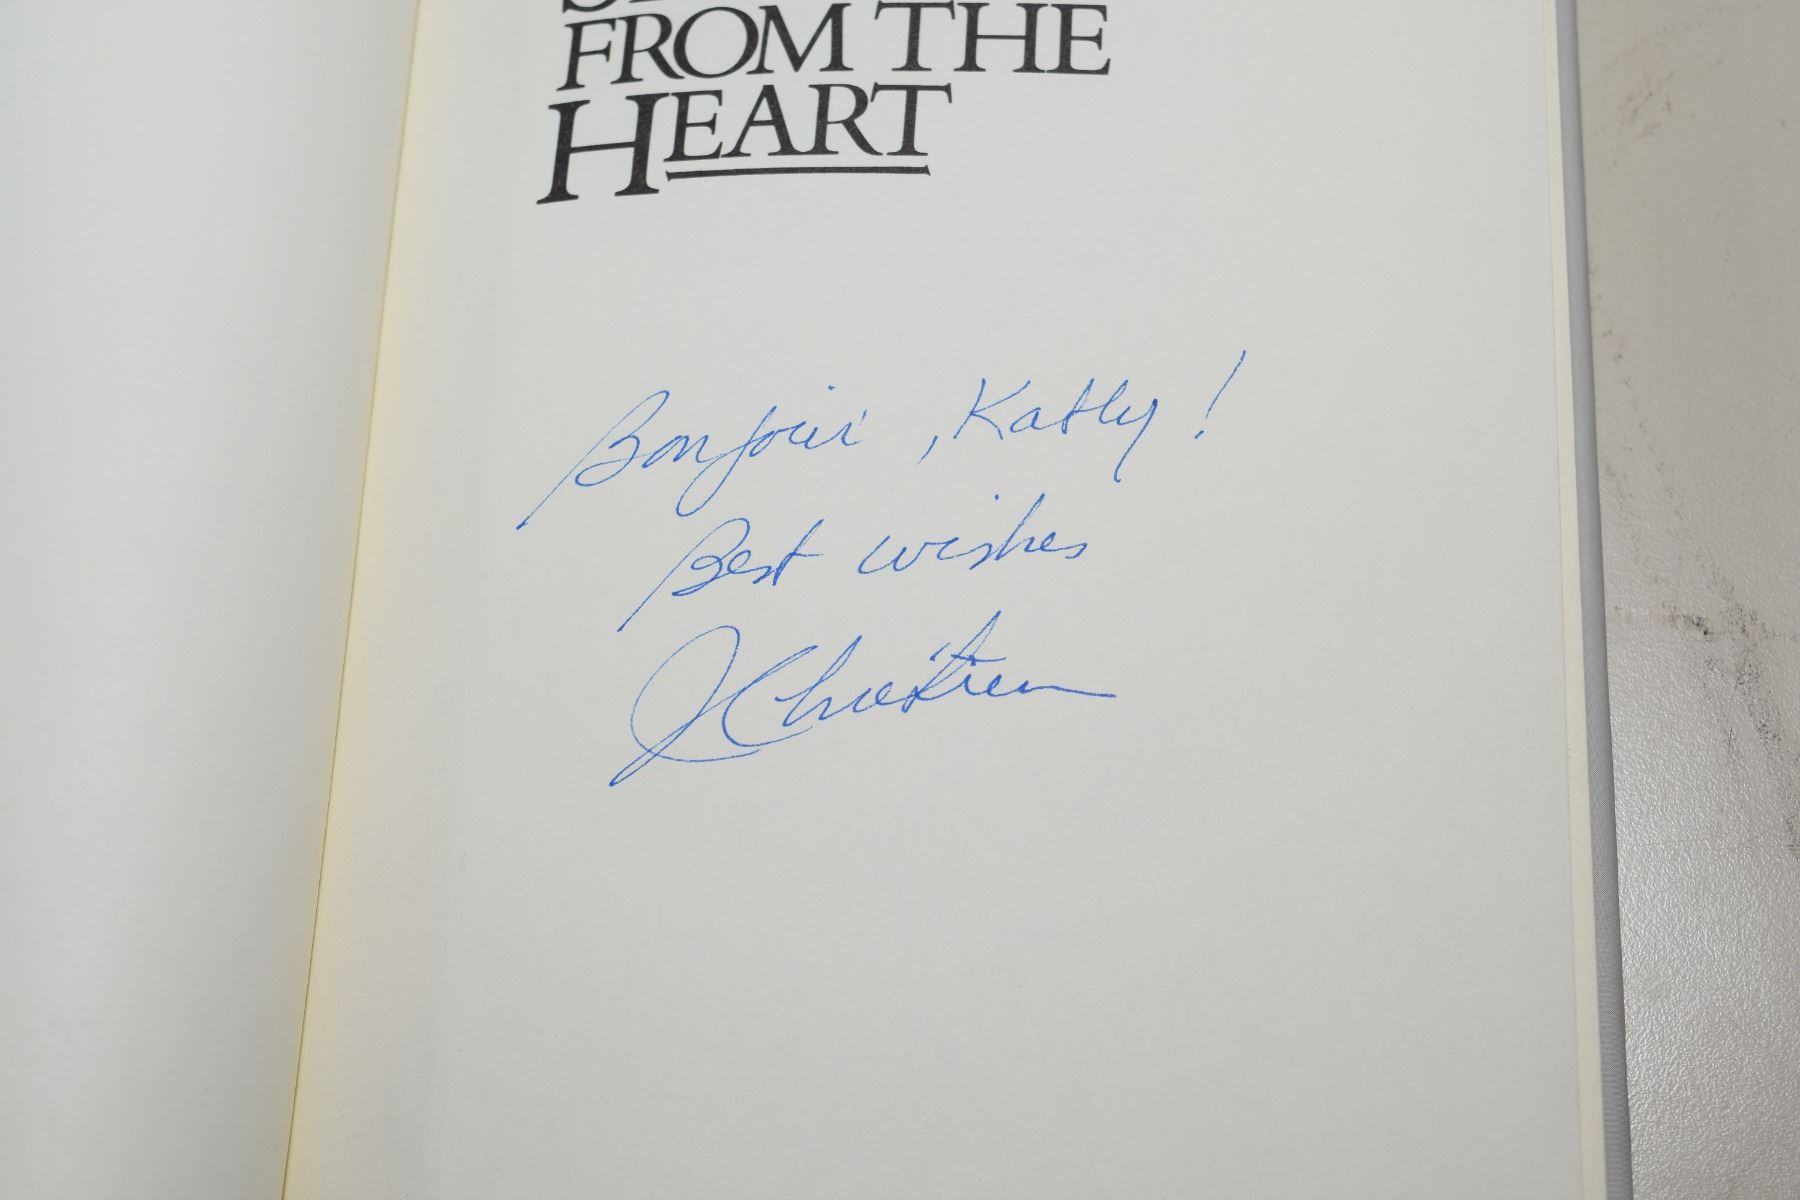 FROM THE
HEART
Bonjour, Kathy!
Best wishes
J Chrétien